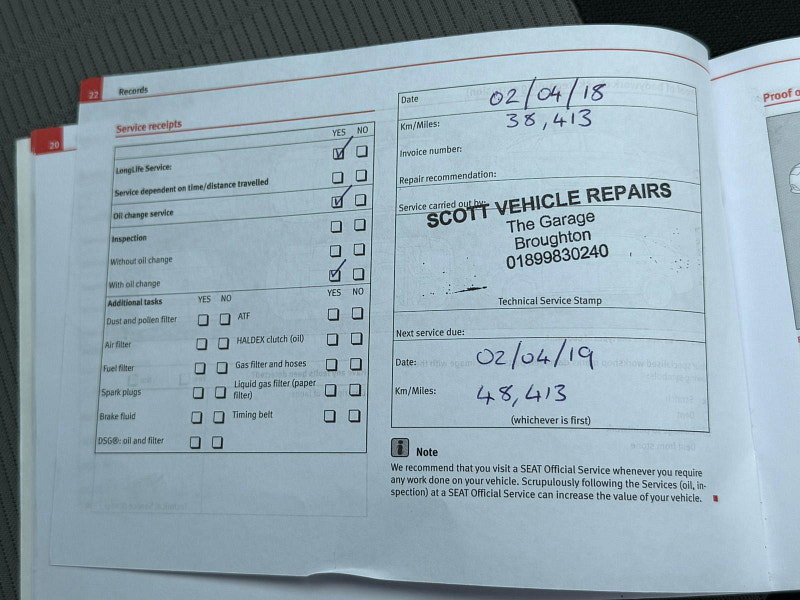 22 Records
20
Service receipts
YES NO
LongLife Service:
Service dependent on time/distance travelled
Oil change service
Inspection
Without oil change
With oil change
Additional tasks YES NO YES NO
Dust and pollen filter ATF
Air filter HALDEX clutch (oil)
Fuel filter Gas filter and hoses
Spark plugs Liquid gas filter (paper
filter)
Brake fluid Timing belt
DSG®: oil and filter
Date 02/04/18
Km/Miles: 38,413
Invoice number:
Repair recommendation:
Service carried out by:
SCOTT VEHICLE REPAIRS
The Garage
Broughton
01899830240
Technical Service Stamp
Next service due:
Date: 02/04/19
Km/Miles: 48,413
(whichever is first)
i Note
We recommend that you visit a SEAT Official Service whenever you require
any work done on your vehicle. Scrupulously following the Services (oil, in-
spection) at a SEAT Official Service can increase the value of your vehicle.
Proof o